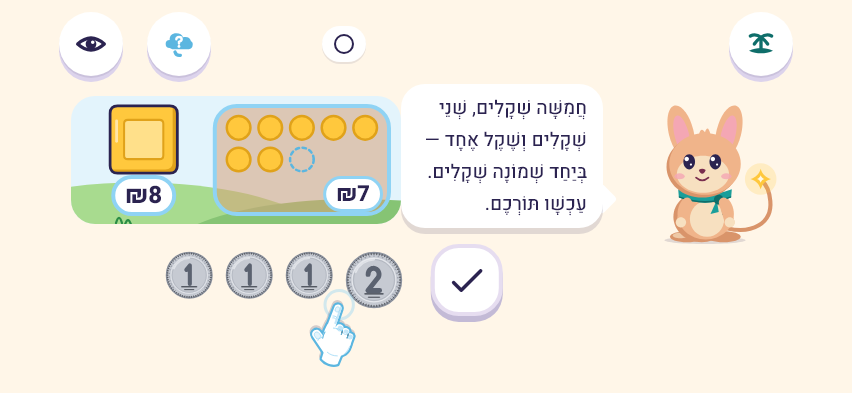 חֲמִשָּׁה שְׁקָלִים, שְׁנֵי
שְׁקָלִים וְשֶׁקֶל אֶחָד –
בְּיַחַד שְׁמוֹנָה שְׁקָלִים.
עַכְשָׁו תּוֹרְכֶם.
₪8
₪7
1
1
1
2
?